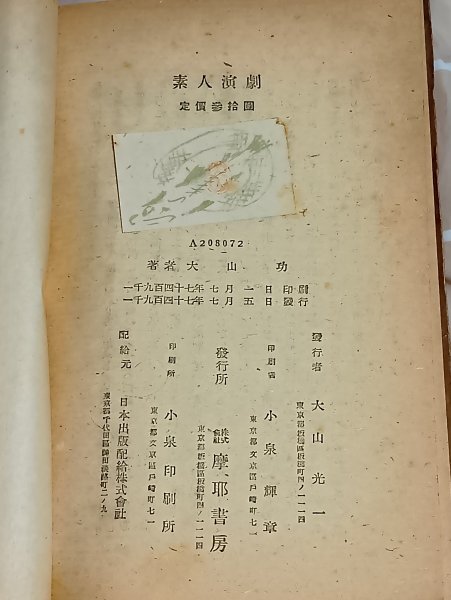 素人演劇
定價參拾圓
A208072
著者 大山功
一千九百四十七年七月一日印刷
一千九百四十七年七月五日發行
發行者 大山光一
東京都板橋區板橋町四ノ一一一四
印刷者 小泉輝章
東京都文京區戸崎町七一
發行所 株式會社 摩耶書房
東京都板橋區板橋町四ノ一一一四
印刷所 小泉印刷所
東京都文京區戸崎町七一
配給元 日本出版配給株式會社
東京都千代田區神田淡路町二ノ九